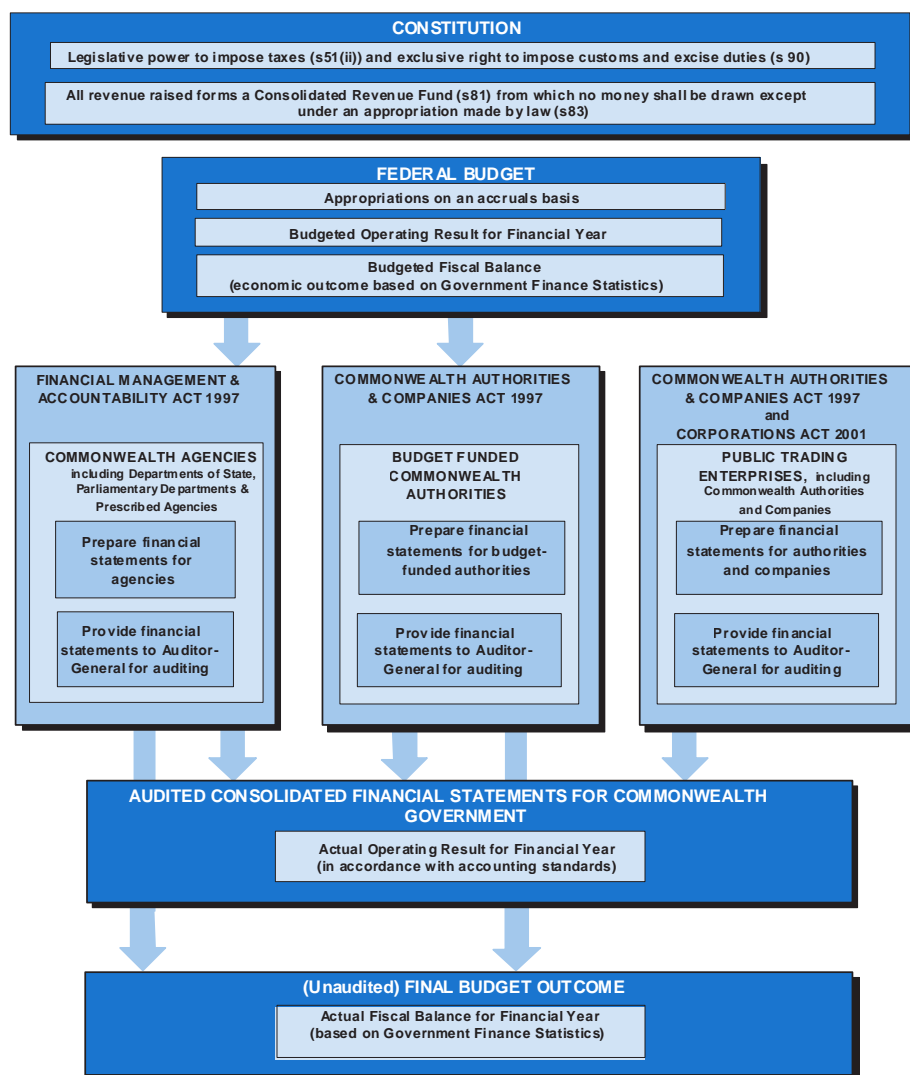 CONSTITUTION
Legislative power to impose taxes (s51(ii)) and exclusive right to impose customs and excise duties (s 90)
All revenue raised forms a Consolidated Revenue Fund (s81) from which no money shall be drawn except
under an appropriation made by law (s83)
FEDERAL BUDGET
Appropriations on an accruals basis
Budgeted Operating Result for Financial Year
Budgeted Fiscal Balance
(economic outcome based on Government Finance Statistics)
FINANCIAL MANAGEMENT &
ACCOUNTABILITY ACT 1997
COMMONWEALTH AGENCIES
including Departments of State,
Parliamentary Departments &
Prescribed Agencies
Prepare financial
statements for
agencies
Provide financial
statements to Auditor-
General for auditing
COMMONWEALTH AUTHORITIES
& COMPANIES ACT 1997
BUDGET FUNDED
COMMONWEALTH
AUTHORITIES
Prepare financial
statements for budget-
funded authorities
Provide financial
statements to Auditor-
General for auditing
COMMONWEALTH AUTHORITIES
& COMPANIES ACT 1997
and
CORPORATIONS ACT 2001
PUBLIC TRADING
ENTERPRISES, including
Commonwealth Authorities
and Companies
Prepare financial
statements for authorities
and companies
Provide financial
statements to Auditor-
General for auditing
AUDITED CONSOLIDATED FINANCIAL STATEMENTS FOR COMMONWEALTH
GOVERNMENT
Actual Operating Result for Financial Year
(in accordance with accounting standards)
(Unaudited) FINAL BUDGET OUTCOME
Actual Fiscal Balance for Financial Year
(based on Government Finance Statistics)